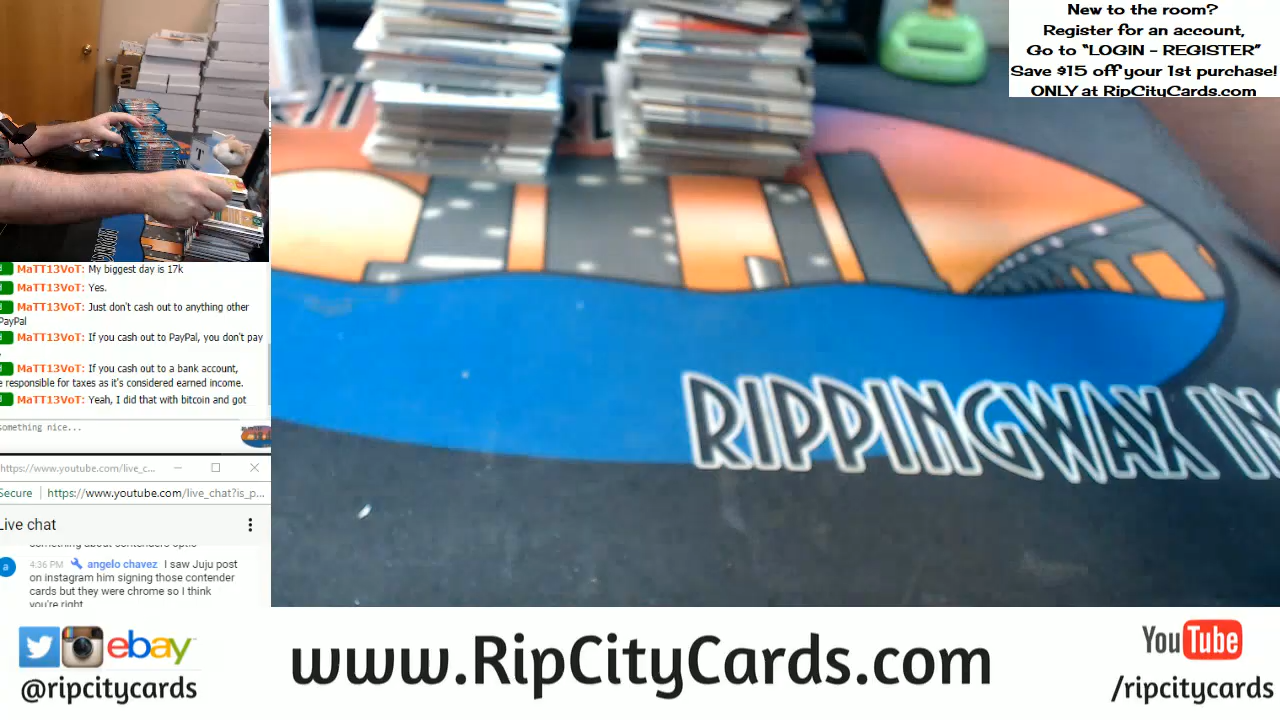 New to the room?
Register for an account,
Go to “LOGIN - REGISTER”
Save $15 off your 1st purchase!
ONLY at RipCityCards.com
MaTT13VoT: My biggest day is 17k
MaTT13VoT: Yes.
MaTT13VoT: Just don't cash out to anything other
PayPal
MaTT13VoT: If you cash out to PayPal, you don't pay
MaTT13VoT: If you cash out to a bank account,
e responsible for taxes as it's considered earned income.
MaTT13VoT: Yeah, I did that with bitcoin and got
something nice...
https://www.youtube.com/live_c...
Secure https://www.youtube.com/live_chat?is_p...
Live chat
something about contenders optic
a 4:36 PM angelo chavez I saw Juju post
on instagram him signing those contender
cards but they were chrome so I think
you're right
RIPPINGWAX IN
ebay
@ripcitycards
www.RipCityCards.com
YouTube
/ripcitycards